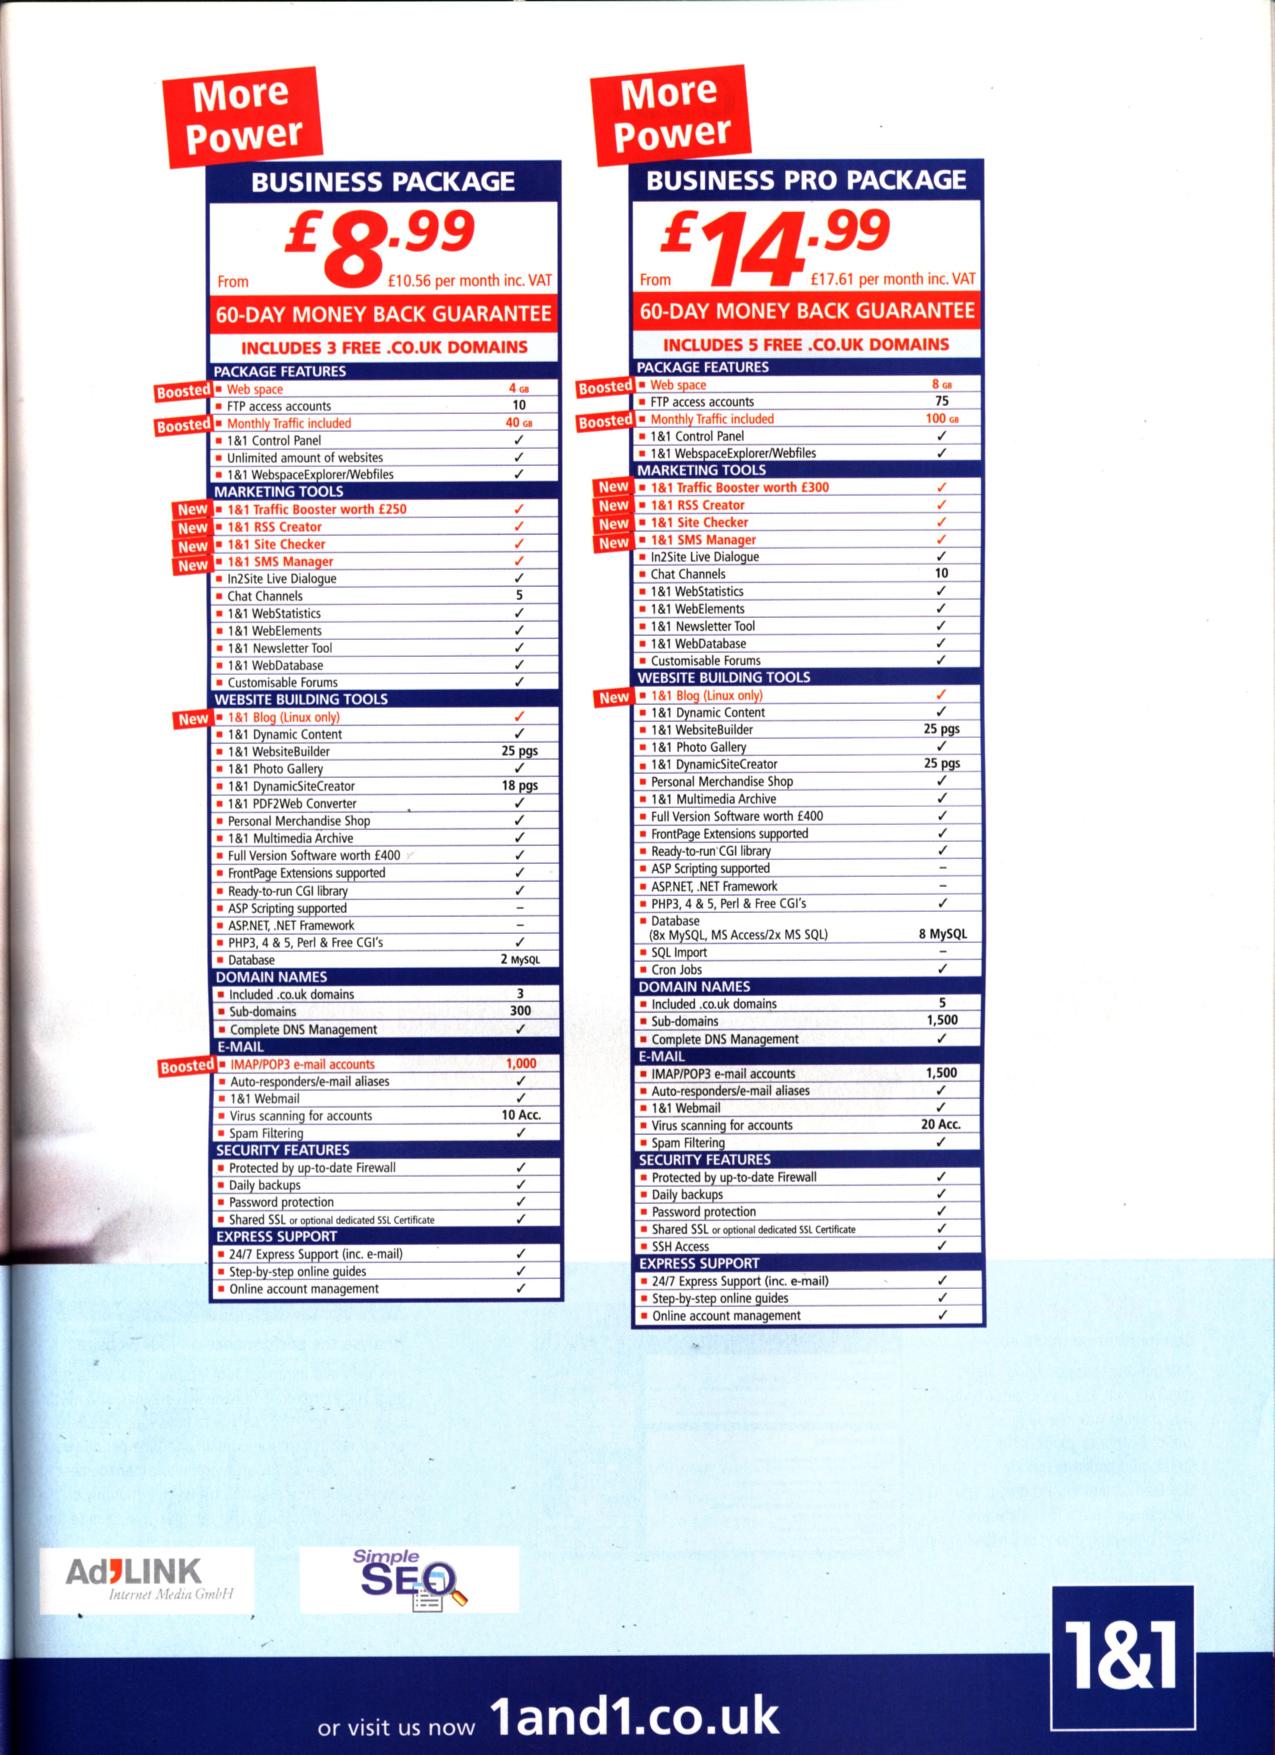 More
Power
BUSINESS PACKAGE
£8.99
From £10.56 per month inc. VAT
60-DAY MONEY BACK GUARANTEE
INCLUDES 3 FREE .CO.UK DOMAINS
PACKAGE FEATURES
Boosted Web space 4 GB
FTP access accounts 10
Boosted Monthly Traffic included 40 GB
1&1 Control Panel ✓
Unlimited amount of websites ✓
1&1 WebspaceExplorer/Webfiles ✓
MARKETING TOOLS
New 1&1 Traffic Booster worth £250 ✓
New 1&1 RSS Creator ✓
New 1&1 Site Checker ✓
New 1&1 SMS Manager ✓
In2Site Live Dialogue ✓
Chat Channels 5
1&1 WebStatistics ✓
1&1 WebElements ✓
1&1 Newsletter Tool ✓
1&1 WebDatabase ✓
Customisable Forums ✓
WEBSITE BUILDING TOOLS
New 1&1 Blog (Linux only) ✓
1&1 Dynamic Content ✓
1&1 WebsiteBuilder 25 pgs
1&1 Photo Gallery ✓
1&1 DynamicSiteCreator 18 pgs
1&1 PDF2Web Converter ✓
Personal Merchandise Shop ✓
1&1 Multimedia Archive ✓
Full Version Software worth £400 ✓
FrontPage Extensions supported ✓
Ready-to-run CGI library ✓
ASP Scripting supported –
ASP.NET, .NET Framework –
PHP3, 4 & 5, Perl & Free CGI's ✓
Database 2 MySQL
DOMAIN NAMES
Included .co.uk domains 3
Sub-domains 300
Complete DNS Management ✓
E-MAIL
Boosted IMAP/POP3 e-mail accounts 1,000
Auto-responders/e-mail aliases ✓
1&1 Webmail ✓
Virus scanning for accounts 10 Acc.
Spam Filtering ✓
SECURITY FEATURES
Protected by up-to-date Firewall ✓
Daily backups ✓
Password protection ✓
Shared SSL or optional dedicated SSL Certificate ✓
EXPRESS SUPPORT
24/7 Express Support (inc. e-mail) ✓
Step-by-step online guides ✓
Online account management ✓
More
Power
BUSINESS PRO PACKAGE
£14.99
From £17.61 per month inc. VAT
60-DAY MONEY BACK GUARANTEE
INCLUDES 5 FREE .CO.UK DOMAINS
PACKAGE FEATURES
Boosted Web space 8 GB
FTP access accounts 75
Boosted Monthly Traffic included 100 GB
1&1 Control Panel ✓
1&1 WebspaceExplorer/Webfiles ✓
MARKETING TOOLS
New 1&1 Traffic Booster worth £300 ✓
New 1&1 RSS Creator ✓
New 1&1 Site Checker ✓
New 1&1 SMS Manager ✓
In2Site Live Dialogue ✓
Chat Channels 10
1&1 WebStatistics ✓
1&1 WebElements ✓
1&1 Newsletter Tool ✓
1&1 WebDatabase ✓
Customisable Forums ✓
WEBSITE BUILDING TOOLS
New 1&1 Blog (Linux only) ✓
1&1 Dynamic Content ✓
1&1 WebsiteBuilder 25 pgs
1&1 Photo Gallery ✓
1&1 DynamicSiteCreator 25 pgs
Personal Merchandise Shop ✓
1&1 Multimedia Archive ✓
Full Version Software worth £400 ✓
FrontPage Extensions supported ✓
Ready-to-run CGI library ✓
ASP Scripting supported –
ASP.NET, .NET Framework –
PHP3, 4 & 5, Perl & Free CGI's ✓
Database
(8x MySQL, MS Access/2x MS SQL) 8 MySQL
SQL Import –
Cron Jobs ✓
DOMAIN NAMES
Included .co.uk domains 5
Sub-domains 1,500
Complete DNS Management ✓
E-MAIL
IMAP/POP3 e-mail accounts 1,500
Auto-responders/e-mail aliases ✓
1&1 Webmail ✓
Virus scanning for accounts 20 Acc.
Spam Filtering ✓
SECURITY FEATURES
Protected by up-to-date Firewall ✓
Daily backups ✓
Password protection ✓
Shared SSL or optional dedicated SSL Certificate ✓
SSH Access ✓
EXPRESS SUPPORT
24/7 Express Support (inc. e-mail) ✓
Step-by-step online guides ✓
Online account management ✓
Ad'LINK
Internet Media GmbH
Simple
SEO
1&1
or visit us now 1and1.co.uk